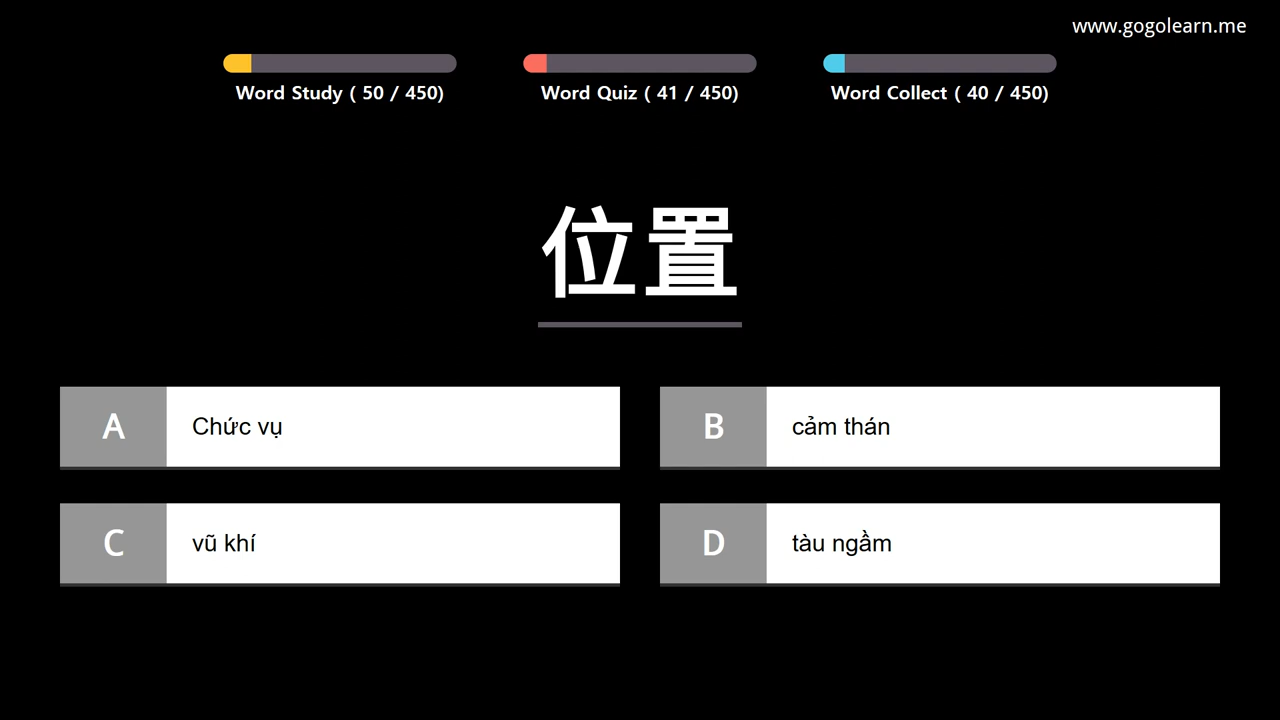 www.gogolearn.me
Word Study ( 50 / 450)
Word Quiz ( 41 / 450)
Word Collect ( 40 / 450)
位置
A Chức vụ
B cảm thán
C vũ khí
D tàu ngầm